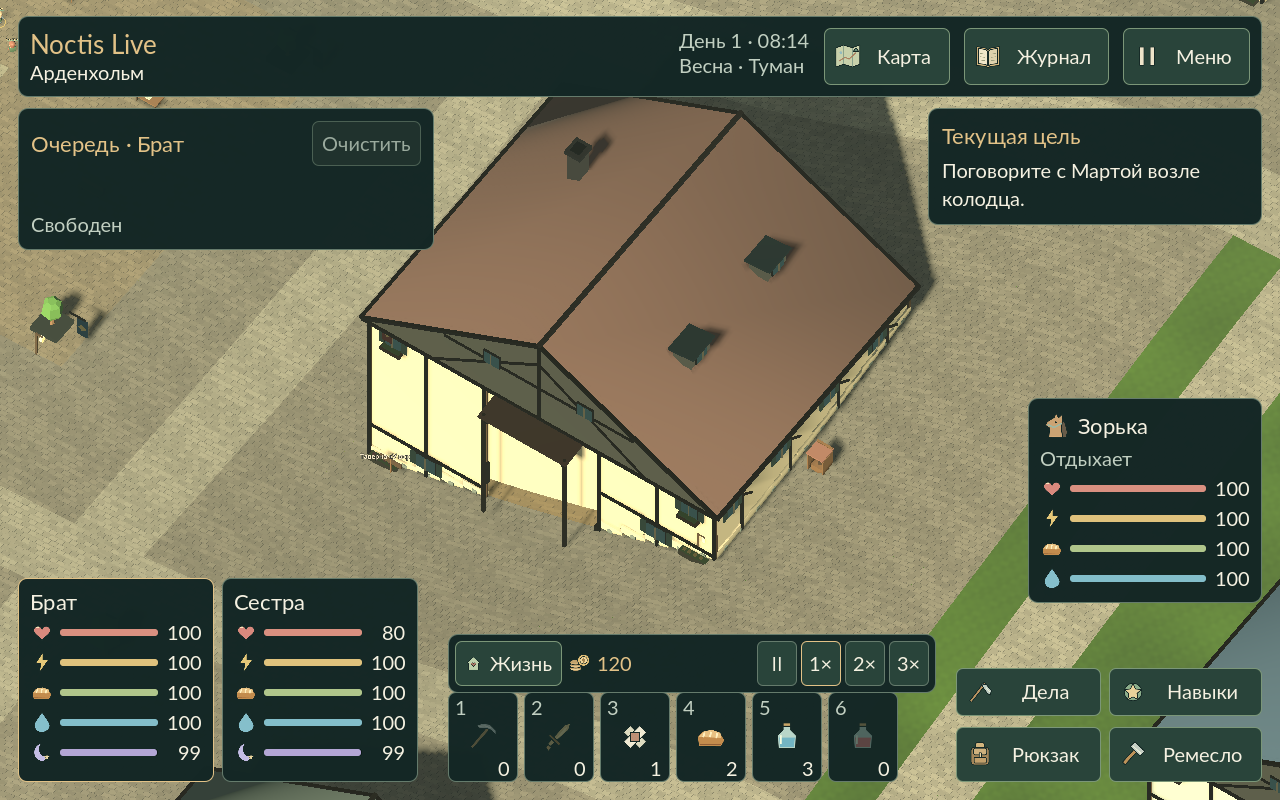 Noctis Live
Арденхольм
День 1 · 08:14
Весна · Туман
Карта
Журнал
Меню
Очередь · Брат
Очистить
Свободен
Текущая цель
Поговорите с Мартой возле
колодца.
Зорька
Отдыхает
100
100
100
100
Брат
100
100
100
100
99
Сестра
80
100
100
100
99
Жизнь
120
1×
2×
3×
1
0
2
0
3
1
4
2
5
3
6
0
Дела
Навыки
Рюкзак
Ремесло